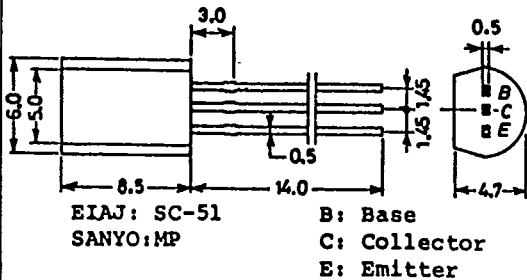 3.0
0.5
6.0
5.0
B
C
E
1.45
1.45
0.5
8.5
14.0
4.7
EIAJ: SC-51
SANYO:MP
B: Base
C: Collector
E: Emitter